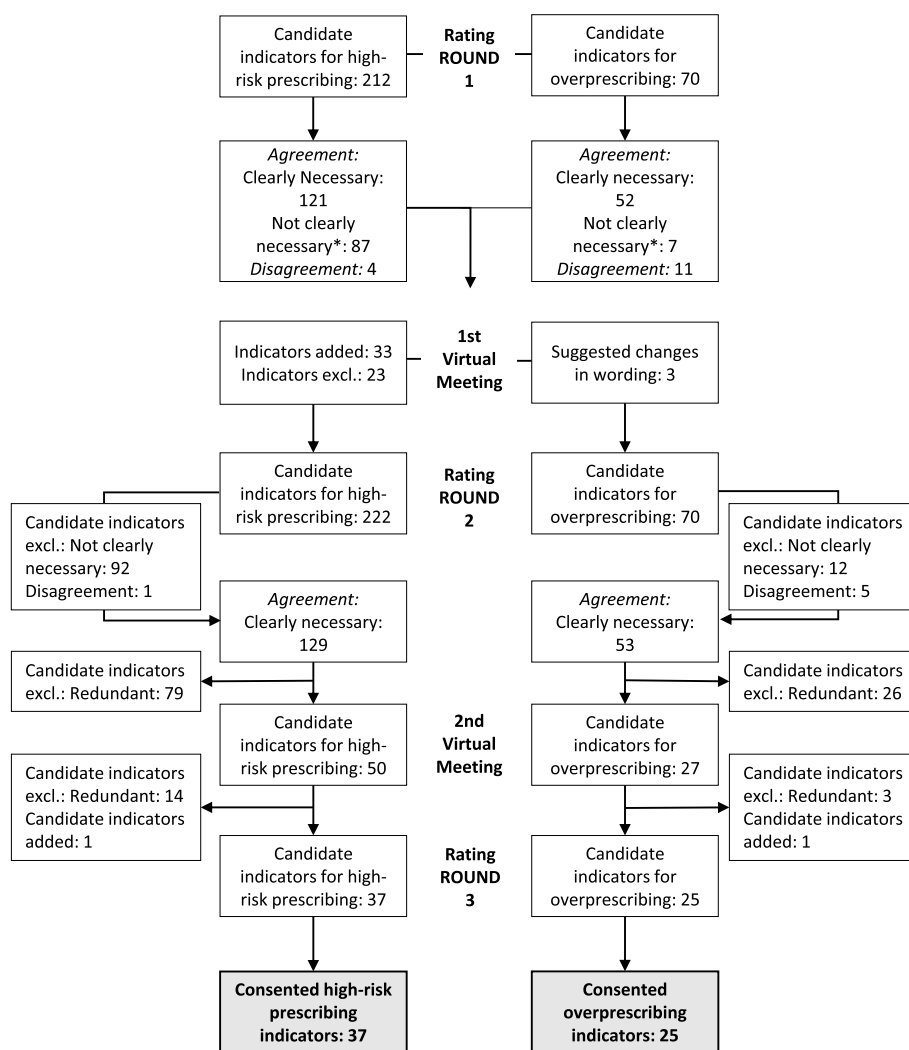 Candidate
indicators for high-
risk prescribing: 212
Rating
ROUND
1
Candidate
indicators for
overprescribing: 70
Agreement:
Clearly Necessary:
121
Not clearly
necessary*: 87
Disagreement: 4
Agreement:
Clearly necessary:
52
Not clearly
necessary*: 7
Disagreement: 11
Indicators added: 33
Indicators excl.: 23
1st
Virtual
Meeting
Suggested changes
in wording: 3
Candidate
indicators for high-
risk prescribing: 222
Rating
ROUND
2
Candidate
indicators for
overprescribing: 70
Candidate indicators
excl.: Not clearly
necessary: 92
Disagreement: 1
Candidate indicators
excl.: Not clearly
necessary: 12
Disagreement: 5
Agreement:
Clearly necessary:
129
Agreement:
Clearly necessary:
53
Candidate indicators
excl.: Redundant: 79
Candidate indicators
excl.: Redundant: 26
Candidate
indicators for high-
risk prescribing: 50
2nd
Virtual
Meeting
Candidate
indicators for
overprescribing: 27
Candidate indicators
excl.: Redundant: 14
Candidate indicators
added: 1
Candidate indicators
excl.: Redundant: 3
Candidate indicators
added: 1
Candidate
indicators for high-
risk prescribing: 37
Rating
ROUND
3
Candidate
indicators for
overprescribing: 25
Consented high-risk
prescribing
indicators: 37
Consented
overprescribing
indicators: 25